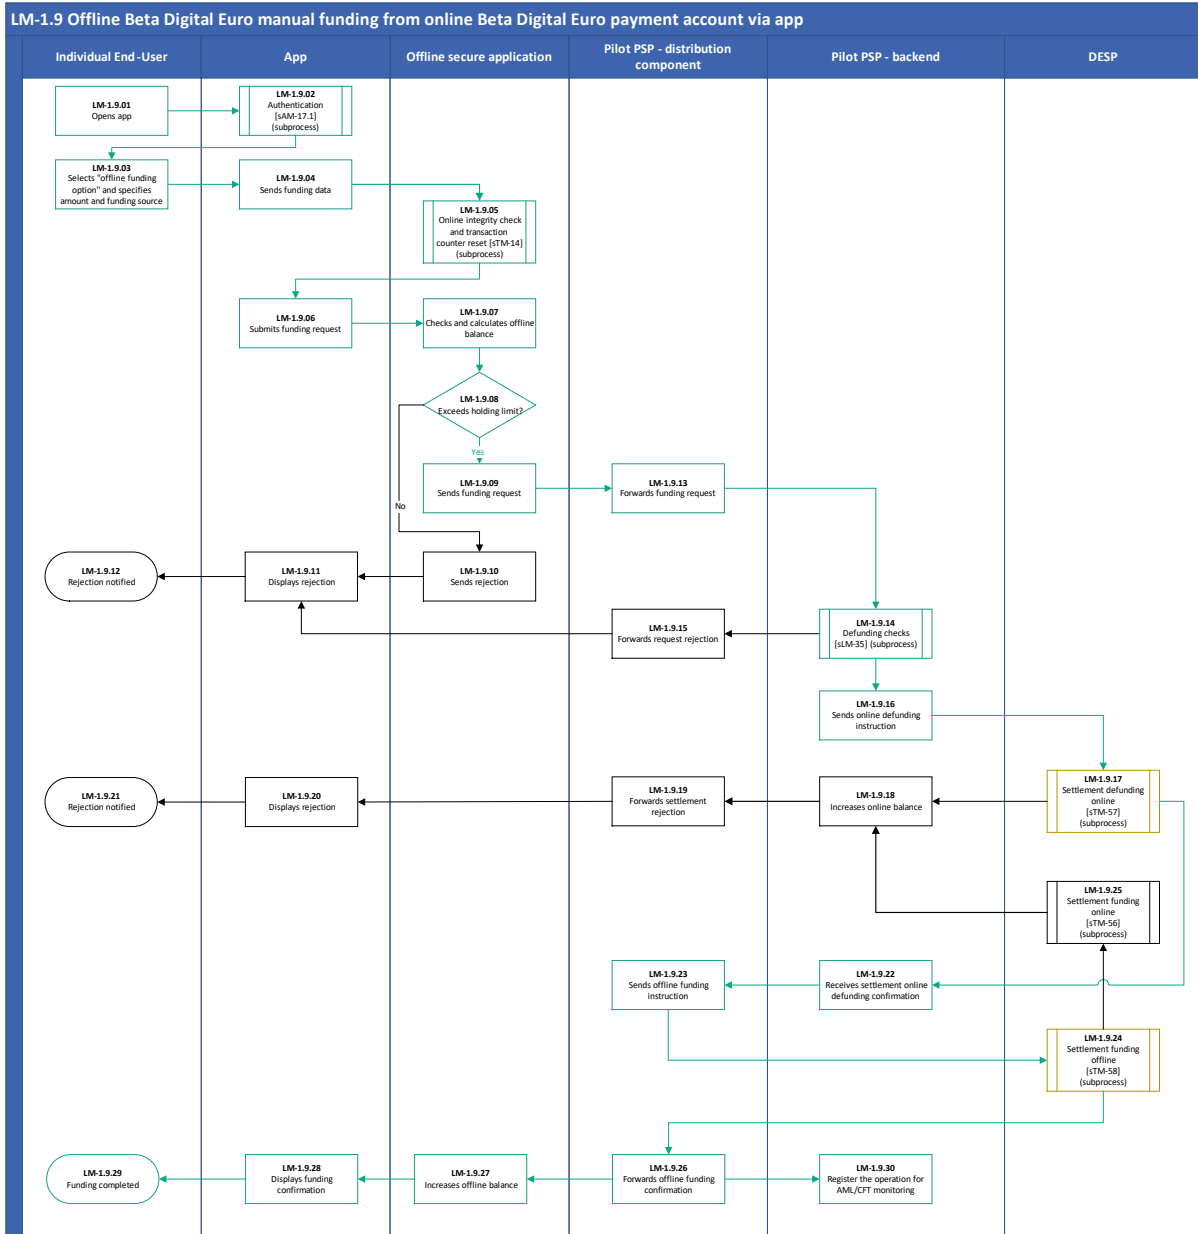 LM-1.9 Offline Beta Digital Euro manual funding from online Beta Digital Euro payment account via app
Individual End -User
App
Offline secure application
Pilot PSP - distribution
component
Pilot PSP - backend
DESP
LM-1.9.01
Opens app
LM-1.9.02
Authentication
[sAM-17.1]
(subprocess)
LM-1.9.03
Selects "offline funding
option" and specifies
amount and funding source
LM-1.9.04
Sends funding data
LM-1.9.05
Online integrity check
and transaction
counter reset [sTM-14]
(subprocess)
LM-1.9.06
Submits funding request
LM-1.9.07
Checks and calculates offline
balance
LM-1.9.08
Exceeds holding limit?
Yes
LM-1.9.09
Sends funding request
LM-1.9.13
Forwards funding request
No
LM-1.9.12
Rejection notified
LM-1.9.11
Displays rejection
LM-1.9.10
Sends rejection
LM-1.9.15
Forwards request rejection
LM-1.9.14
Defunding checks
[sLM-35] (subprocess)
LM-1.9.16
Sends online defunding
instruction
LM-1.9.21
Rejection notified
LM-1.9.20
Displays rejection
LM-1.9.19
Forwards settlement
rejection
LM-1.9.18
Increases online balance
LM-1.9.17
Settlement defunding
online
[sTM-57]
(subprocess)
LM-1.9.25
Settlement funding
online
[sTM-56]
(subprocess)
LM-1.9.23
Sends offline funding
instruction
LM-1.9.22
Receives settlement online
defunding confirmation
LM-1.9.24
Settlement funding
offline
[sTM-58]
(subprocess)
LM-1.9.29
Funding completed
LM-1.9.28
Displays funding
confirmation
LM-1.9.27
Increases offline balance
LM-1.9.26
Forwards offline funding
confirmation
LM-1.9.30
Register the operation for
AML/CFT monitoring